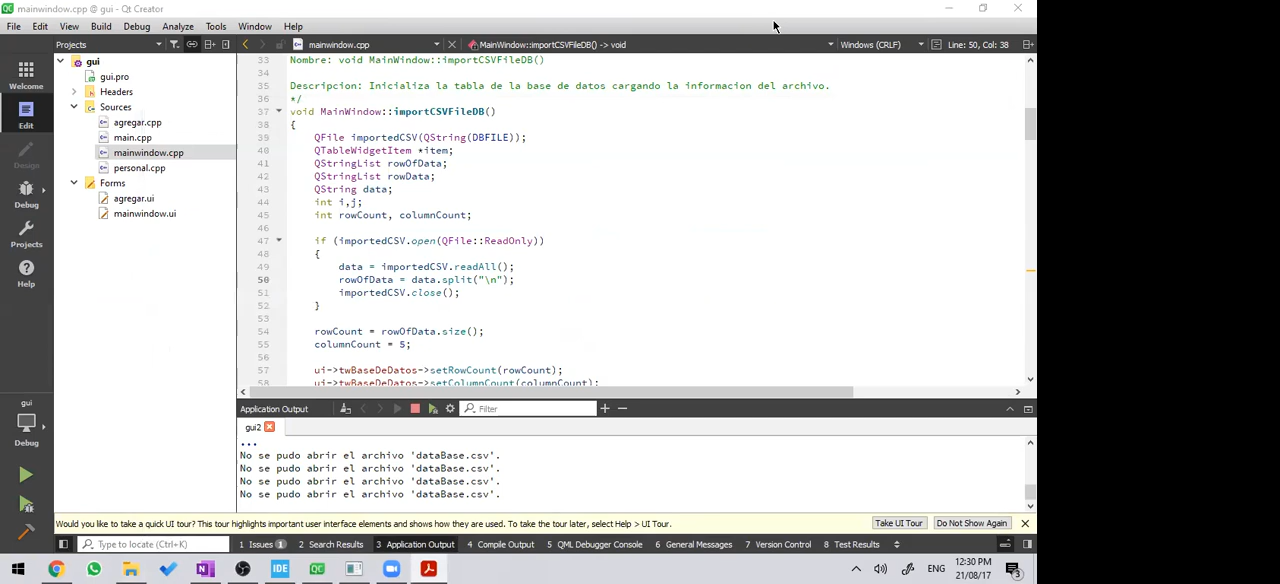 mainwindow.cpp @ gui - Qt Creator
File Edit View Build Debug Analyze Tools Window Help
Projects mainwindow.cpp MainWindow::importCSVFileDB() -> void Windows (CRLF) Line: 50, Col: 38
Welcome
Edit
Design
Debug
Projects
Help
gui
Debug
gui
gui.pro
Headers
Sources
agregar.cpp
main.cpp
mainwindow.cpp
personal.cpp
Forms
agregar.ui
mainwindow.ui
33 Nombre: void MainWindow::importCSVFileDB()
34
35 Descripcion: Inicializa la tabla de la base de datos cargando la informacion del archivo.
36 */
37 void MainWindow::importCSVFileDB()
38 {
39 QFile importedCSV(QString(DBFILE));
40 QTableWidgetItem *item;
41 QStringList rowOfData;
42 QStringList rowData;
43 QString data;
44 int i,j;
45 int rowCount, columnCount;
46
47 if (importedCSV.open(QFile::ReadOnly))
48 {
49 data = importedCSV.readAll();
50 rowOfData = data.split("\n");
51 importedCSV.close();
52 }
53
54 rowCount = rowOfData.size();
55 columnCount = 5;
56
57 ui->twBaseDeDatos->setRowCount(rowCount);
58 ui->twBaseDeDatos->setColumnCount(columnCount);
Application Output Filter
gui2
...
No se pudo abrir el archivo 'dataBase.csv'.
No se pudo abrir el archivo 'dataBase.csv'.
No se pudo abrir el archivo 'dataBase.csv'.
No se pudo abrir el archivo 'dataBase.csv'.
Would you like to take a quick UI tour? This tour highlights important user interface elements and shows how they are used. To take the tour later, select Help > UI Tour. Take UI Tour Do Not Show Again
Type to locate (Ctrl+K) 1 Issues 1 2 Search Results 3 Application Output 4 Compile Output 5 QML Debugger Console 6 General Messages 7 Version Control 8 Test Results
IDE ENG 12:30 PM
21/08/17 3